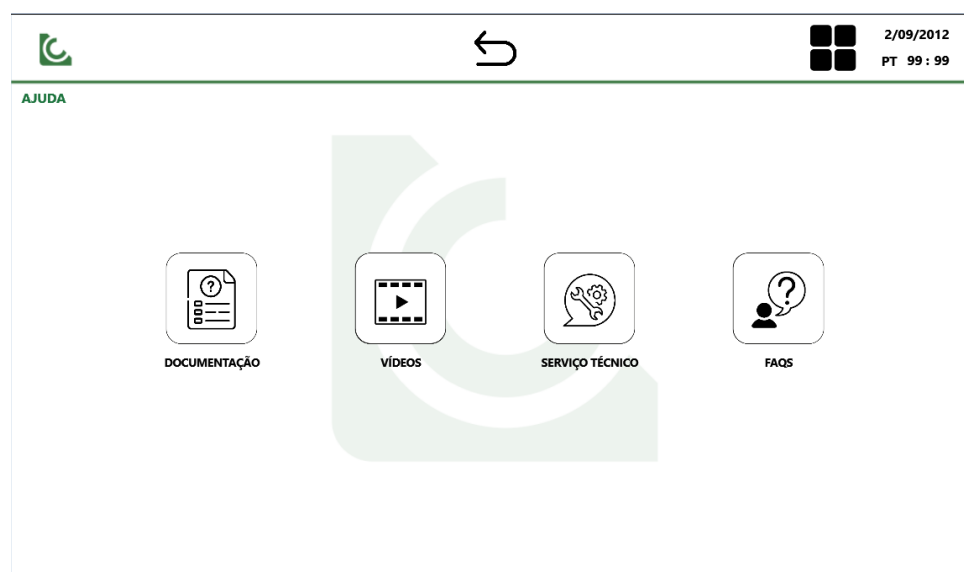 2/09/2012
PT 99 : 99
AJUDA
DOCUMENTAÇÃO
VÍDEOS
SERVIÇO TÉCNICO
FAQS